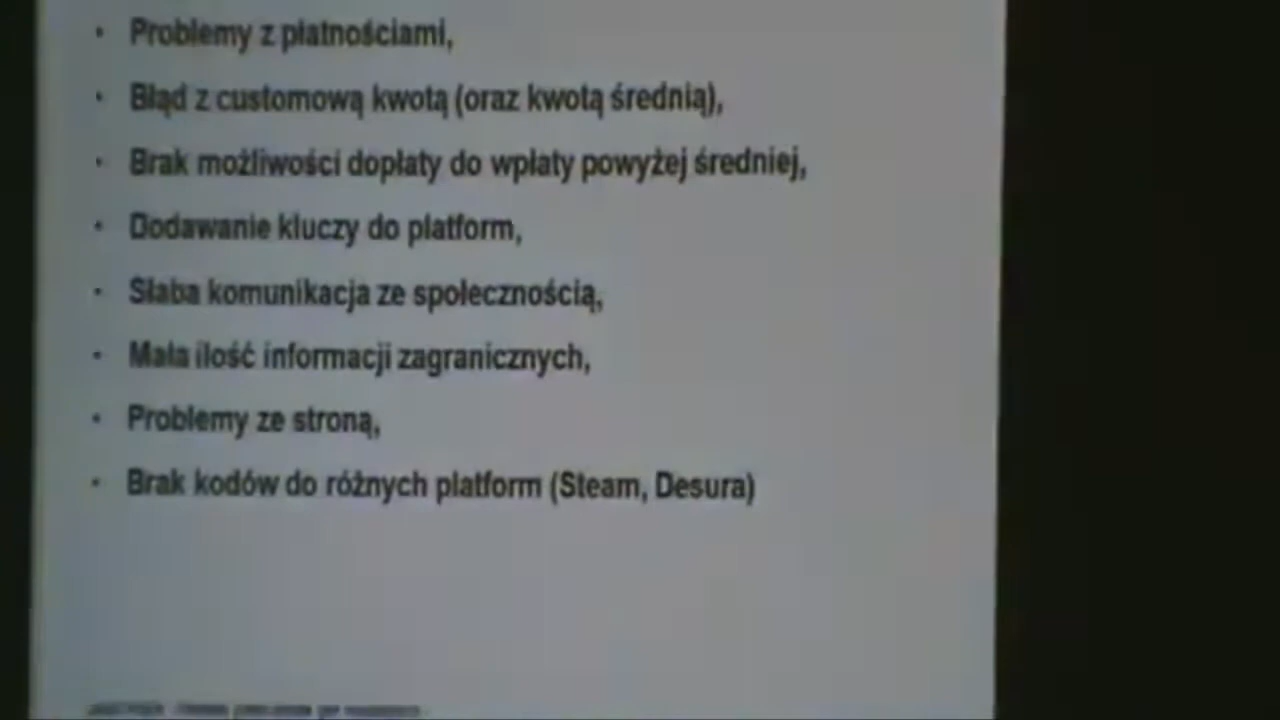 • Problemy z płatnościami,
• Błąd z customową kwotą (oraz kwotą średnią),
• Brak możliwości dopłaty do wpłaty powyżej średniej,
• Dodawanie kluczy do platform,
• Słaba komunikacja ze społecznością,
• Mała ilość informacji zagranicznych,
• Problemy ze stroną,
• Brak kodów do różnych platform (Steam, Desura)